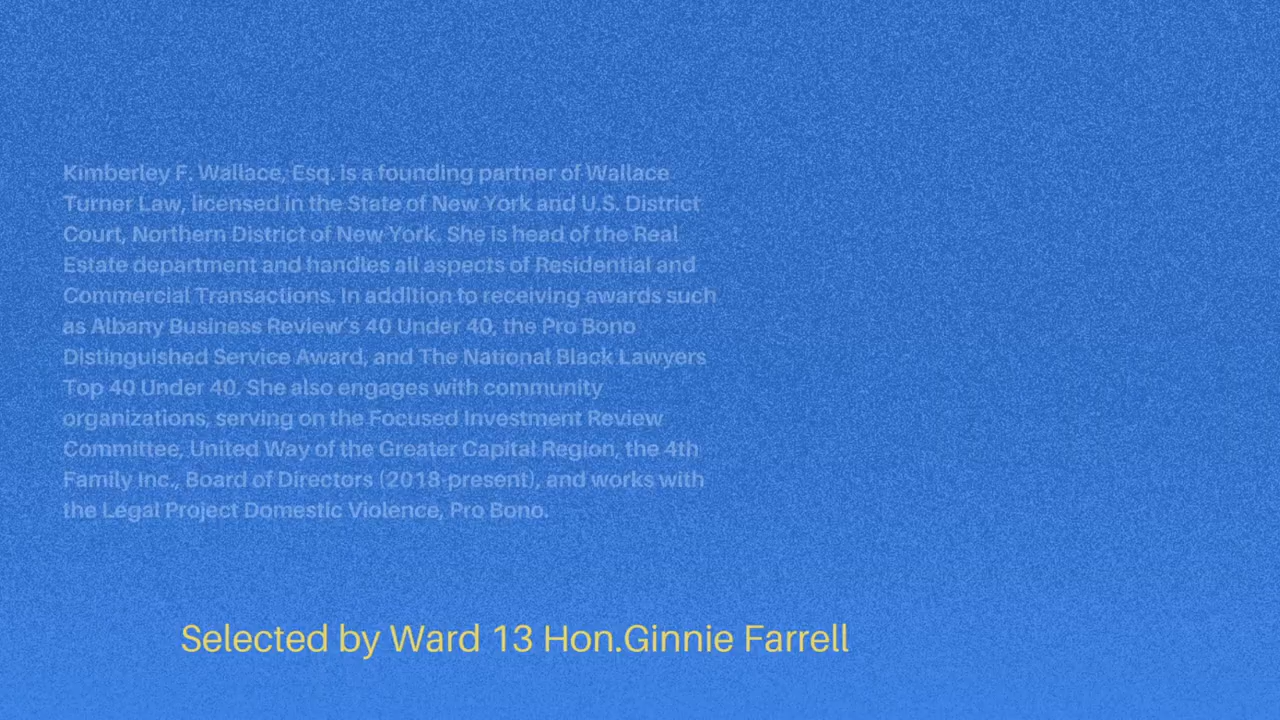 Kimberley F. Wallace, Esq. is a founding partner of Wallace
Turner Law, licensed in the State of New York and U.S. District
Court, Northern District of New York. She is head of the Real
Estate department and handles all aspects of Residential and
Commercial Transactions. In addition to receiving awards such
as Albany Business Review’s 40 Under 40, the Pro Bono
Distinguished Service Award, and The National Black Lawyers
Top 40 Under 40. She also engages with community
organizations, serving on the Focused Investment Review
Committee, United Way of the Greater Capital Region, the 4th
Family Inc., Board of Directors (2018-present), and works with
the Legal Project Domestic Violence, Pro Bono.
Selected by Ward 13 Hon.Ginnie Farrell